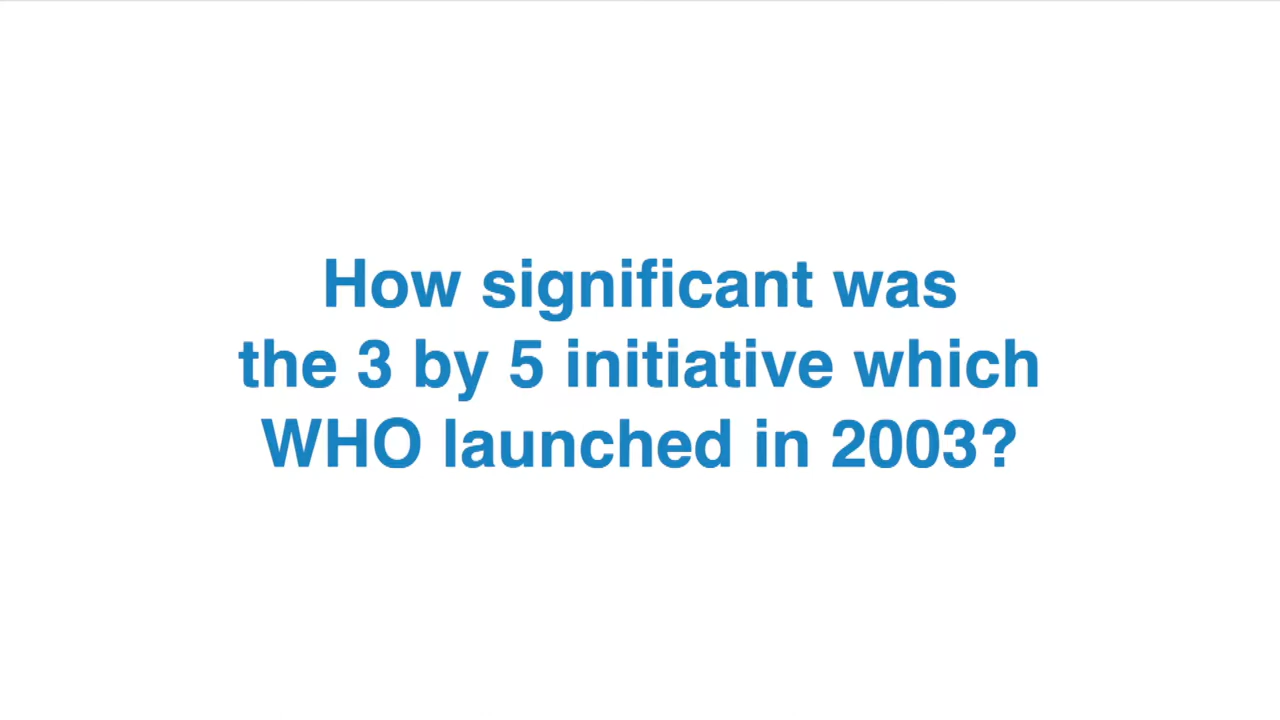 How significant was
the 3 by 5 initiative which
WHO launched in 2003?